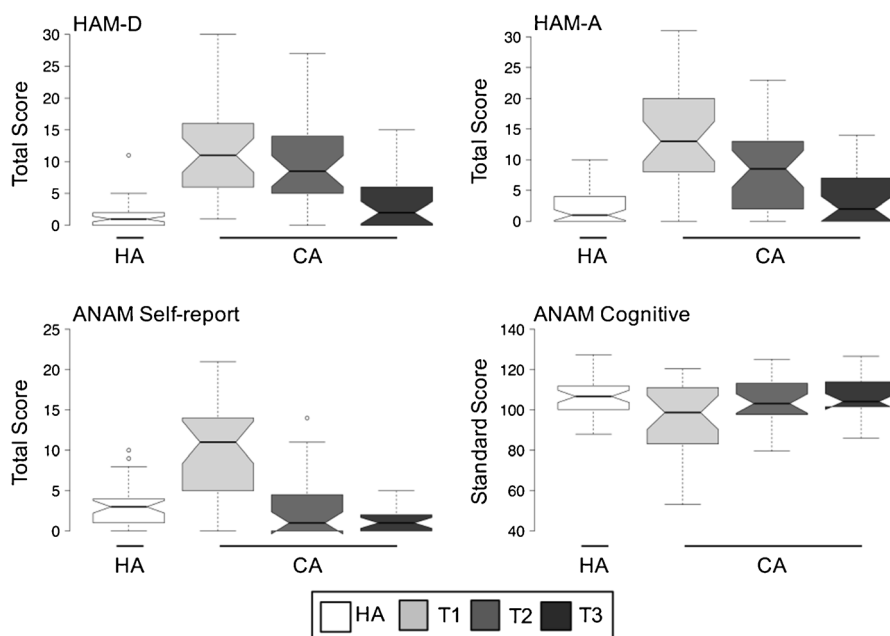 HAM-D
30
25
20
15
10
5
0
Total Score
HA
CA
HAM-A
30
25
20
15
10
5
0
Total Score
HA
CA
ANAM Self-report
25
20
15
10
5
0
Total Score
HA
CA
ANAM Cognitive
140
120
100
80
60
40
Standard Score
HA
CA
HA T1 T2 T3